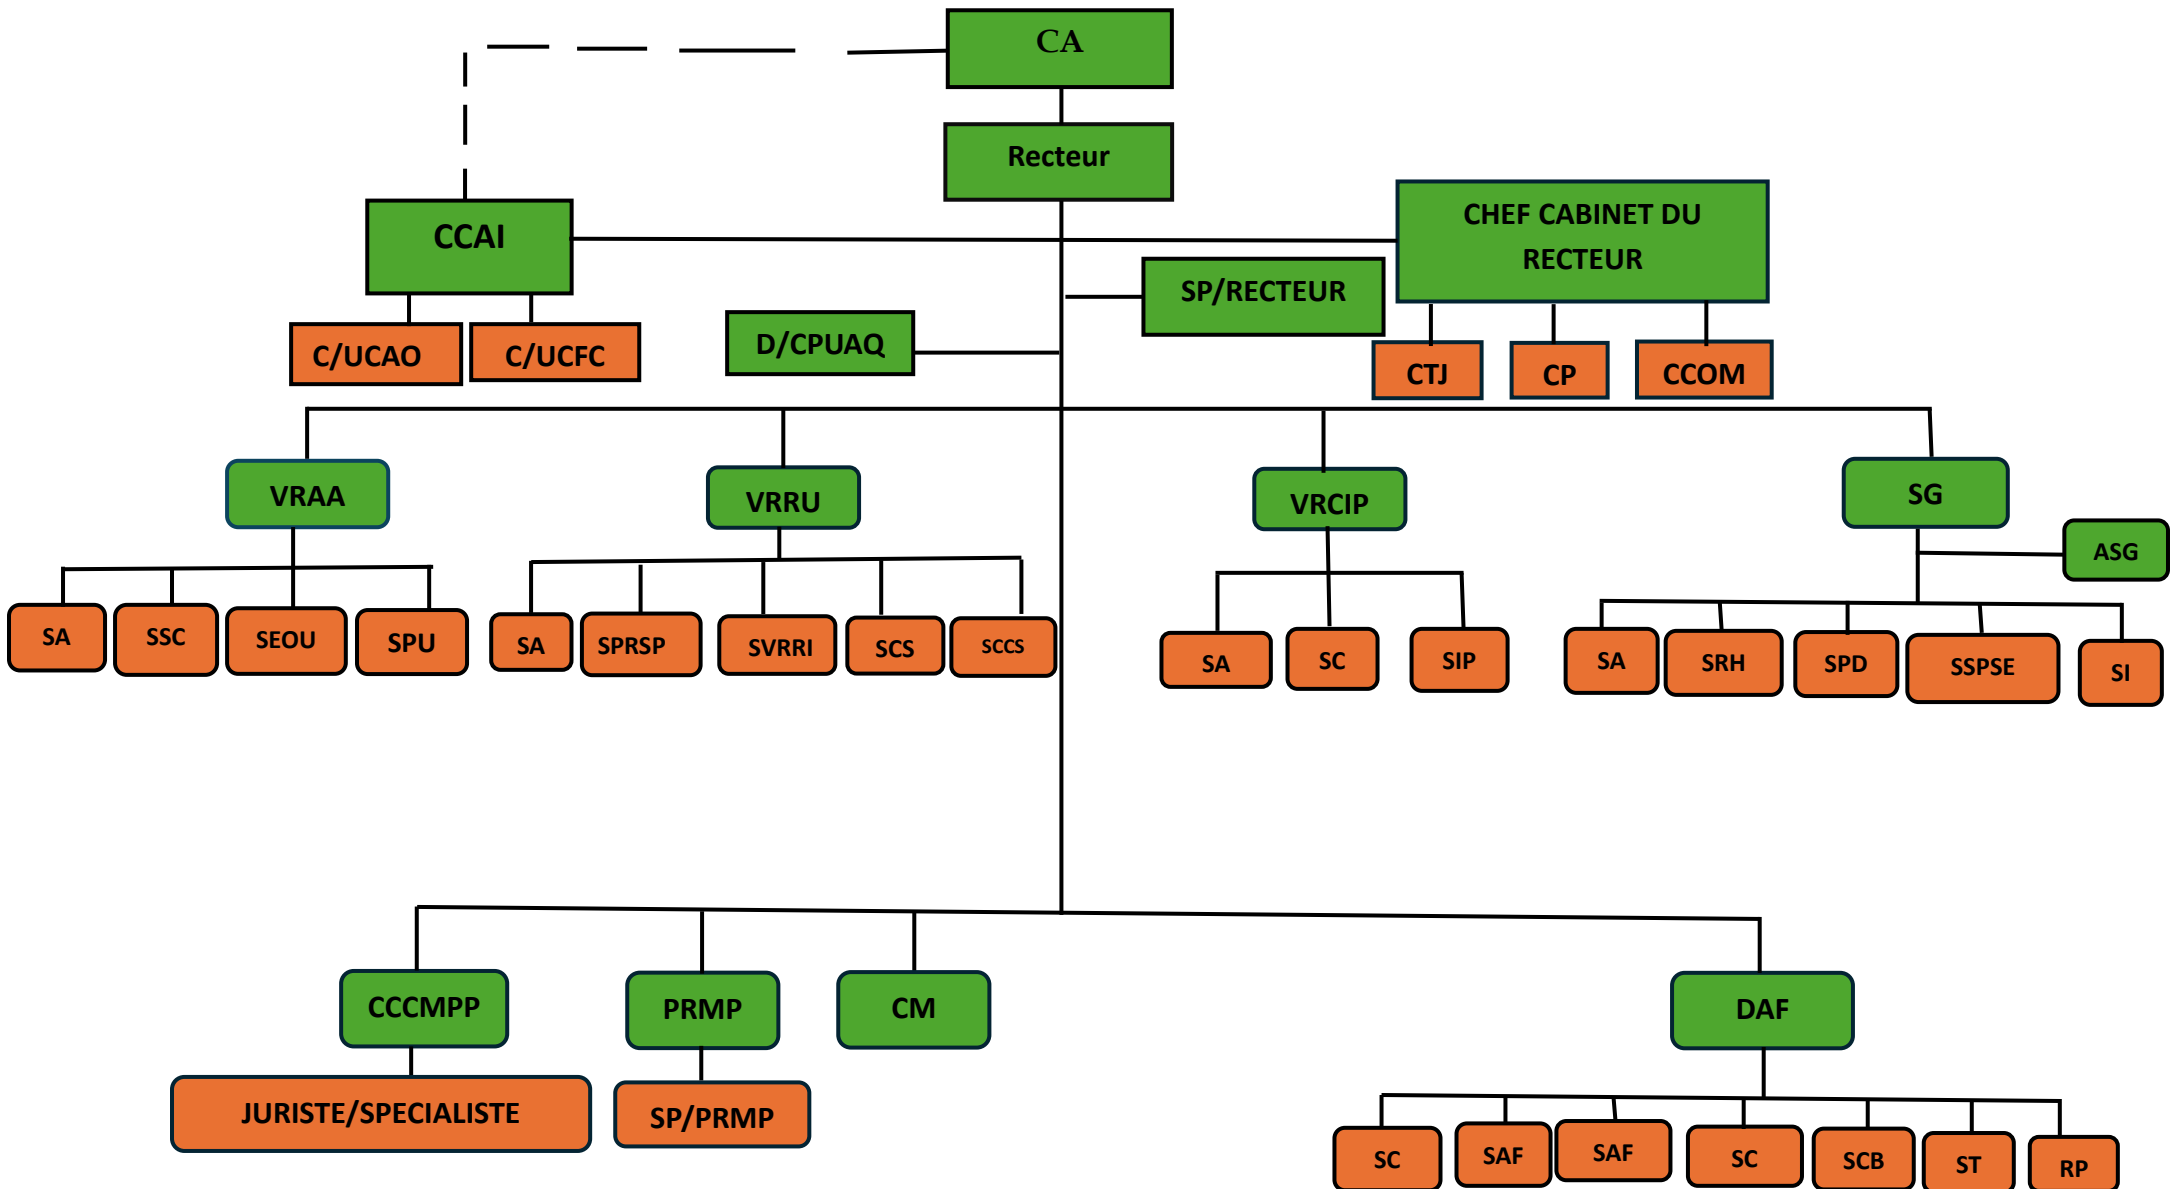 CA
Recteur
CCAI
CHEF CABINET DU
RECTEUR
SP/RECTEUR
D/CPUAQ
C/UCAO
C/UCFC
CTJ
CP
CCOM
VRAA
VRRU
VRCIP
SG
ASG
SA
SSC
SEOU
SPU
SA
SPRSP
SVRRI
SCS
SCCS
SA
SC
SIP
SA
SRH
SPD
SSPSE
SI
CCCMPP
PRMP
CM
DAF
JURISTE/SPECIALISTE
SP/PRMP
SC
SAF
SAF
SC
SCB
ST
RP